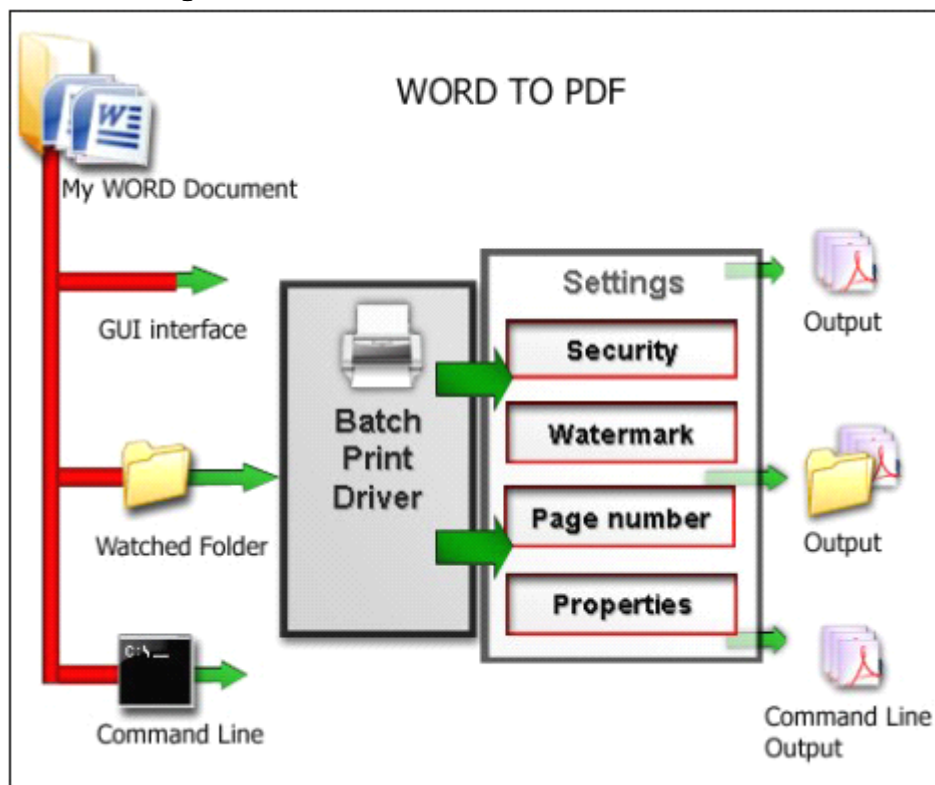 WORD TO PDF
My WORD Document
GUI interface
Watched Folder
C:\
Command Line
Batch
Print
Driver
Settings
Security
Watermark
Page number
Properties
Output
Output
Command Line
Output